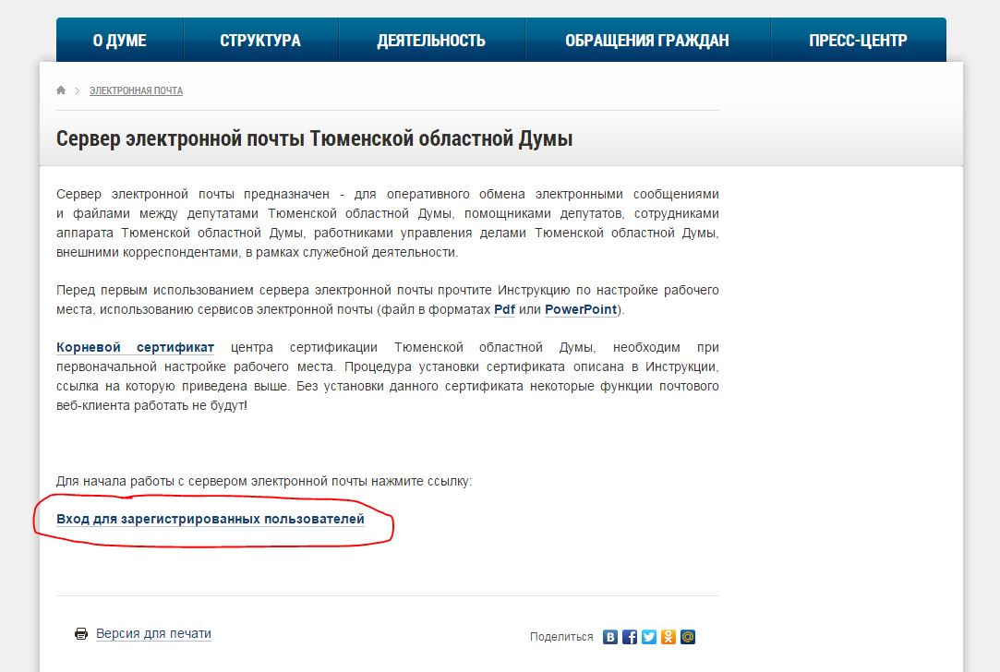 О ДУМЕ СТРУКТУРА ДЕЯТЕЛЬНОСТЬ ОБРАЩЕНИЯ ГРАЖДАН ПРЕСС-ЦЕНТР
ЭЛЕКТРОННАЯ ПОЧТА
Сервер электронной почты Тюменской областной Думы
Сервер электронной почты предназначен - для оперативного обмена электронными сообщениями
и файлами между депутатами Тюменской областной Думы, помощниками депутатов, сотрудниками
аппарата Тюменской областной Думы, работниками управления делами Тюменской областной Думы,
внешними корреспондентами, в рамках служебной деятельности.
Перед первым использованием сервера электронной почты прочтите Инструкцию по настройке рабочего
места, использованию сервисов электронной почты (файл в форматах Pdf или PowerPoint).
Корневой сертификат центра сертификации Тюменской областной Думы, необходим при
первоначальной настройке рабочего места. Процедура установки сертификата описана в Инструкции,
ссылка на которую приведена выше. Без установки данного сертификата некоторые функции почтового
веб-клиента работать не будут!
Для начала работы с сервером электронной почты нажмите ссылку:
Вход для зарегистрированных пользователей
Версия для печати Поделиться